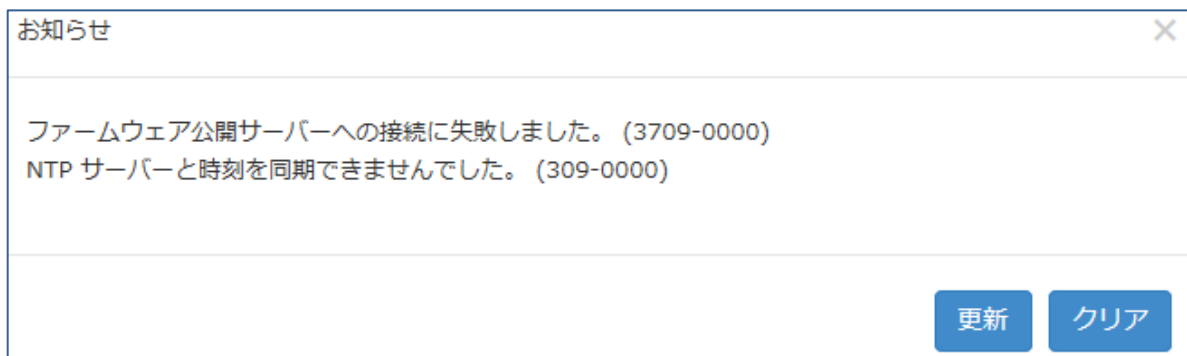 お知らせ
ファームウェア公開サーバーへの接続に失敗しました。 (3709-0000)
NTP サーバーと時刻を同期できませんでした。 (309-0000)
更新
クリア